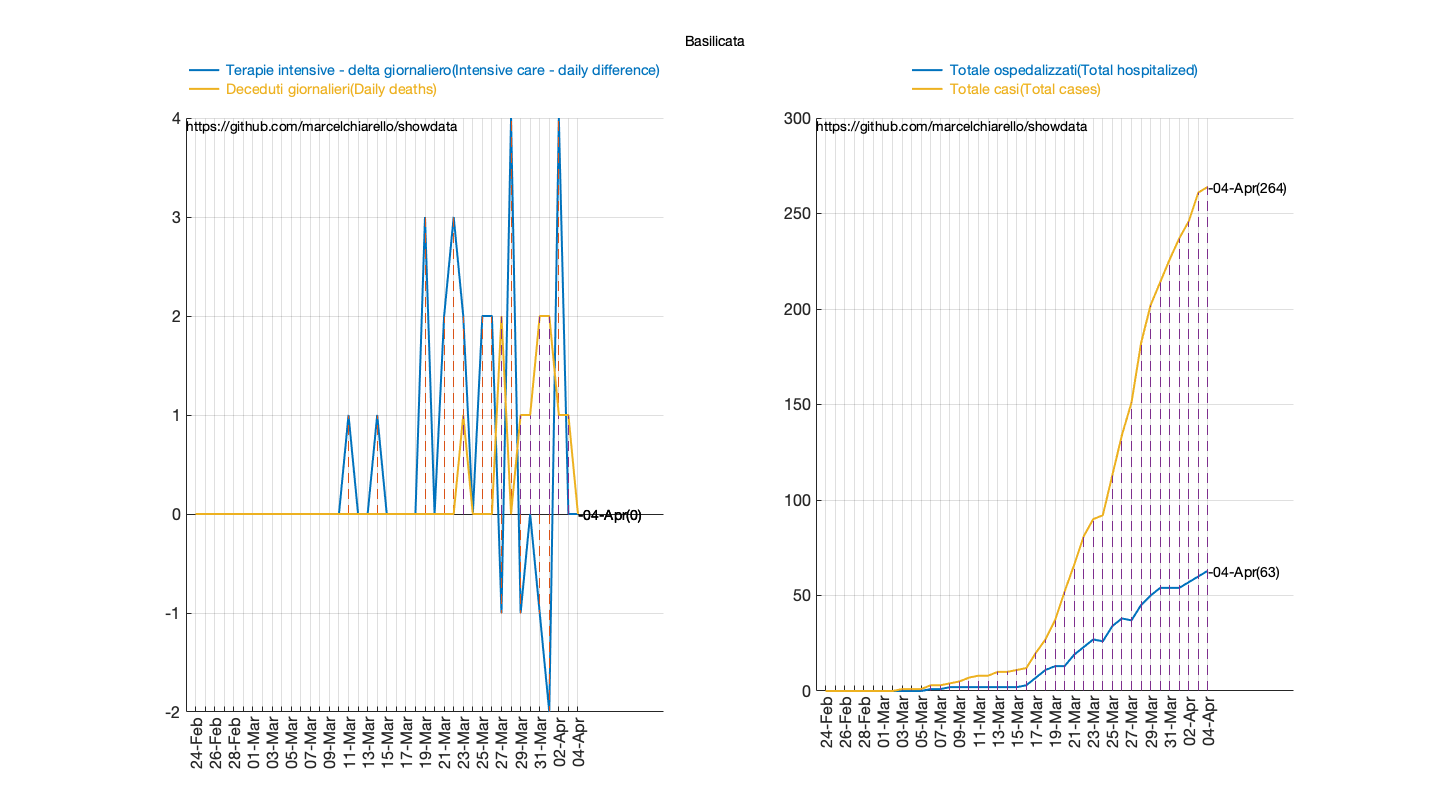 Basilicata
Terapie intensive - delta giornaliero(Intensive care - daily difference)
Deceduti giornalieri(Daily deaths)
https://github.com/marcelchiarello/showdata
4
3
2
1
0
-1
-2
-04-Apr(0)
24-Feb
26-Feb
28-Feb
01-Mar
03-Mar
05-Mar
07-Mar
09-Mar
11-Mar
13-Mar
15-Mar
17-Mar
19-Mar
21-Mar
23-Mar
25-Mar
27-Mar
29-Mar
31-Mar
02-Apr
04-Apr
Totale ospedalizzati(Total hospitalized)
Totale casi(Total cases)
https://github.com/marcelchiarello/showdata
300
250
200
150
100
50
0
-04-Apr(264)
-04-Apr(63)
24-Feb
26-Feb
28-Feb
01-Mar
03-Mar
05-Mar
07-Mar
09-Mar
11-Mar
13-Mar
15-Mar
17-Mar
19-Mar
21-Mar
23-Mar
25-Mar
27-Mar
29-Mar
31-Mar
02-Apr
04-Apr